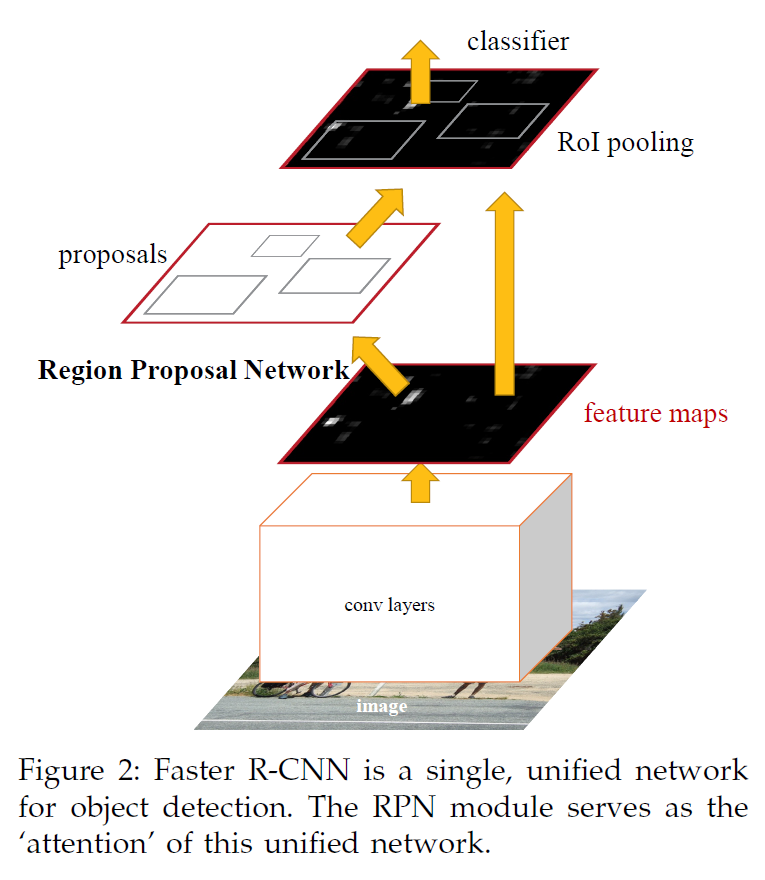 classifier
RoI pooling
proposals
Region Proposal Network
feature maps
conv layers
image
Figure 2: Faster R-CNN is a single, unified network
for object detection. The RPN module serves as the
‘attention’ of this unified network.